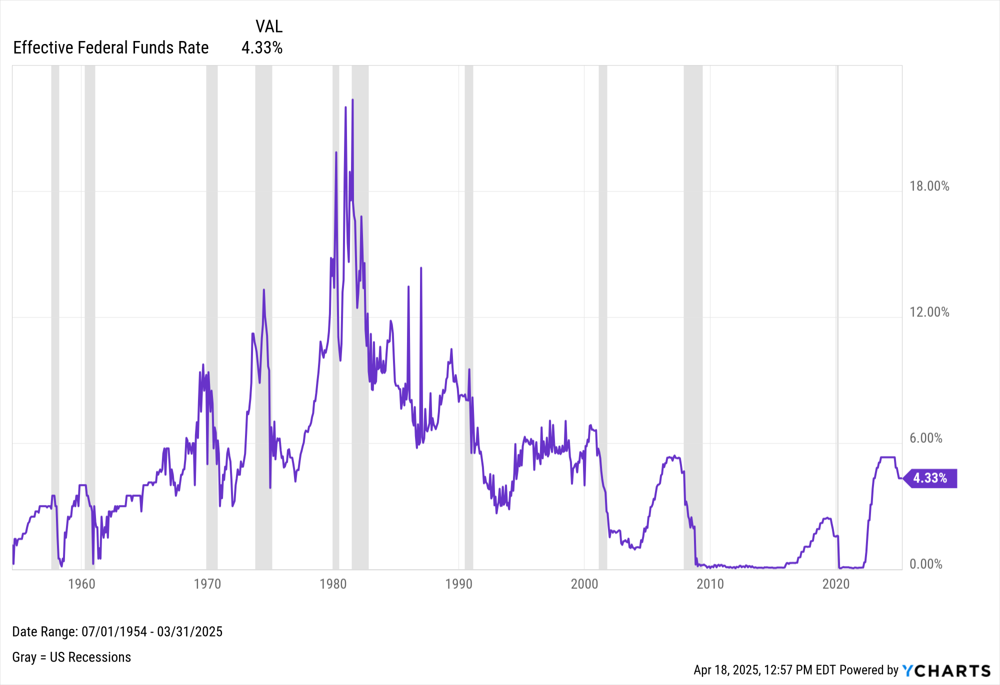 VAL
Effective Federal Funds Rate 4.33%
18.00%
12.00%
6.00%
4.33%
0.00%
1960 1970 1980 1990 2000 2010 2020
Date Range: 07/01/1954 - 03/31/2025
Gray = US Recessions
Apr 18, 2025, 12:57 PM EDT Powered by YCHARTS